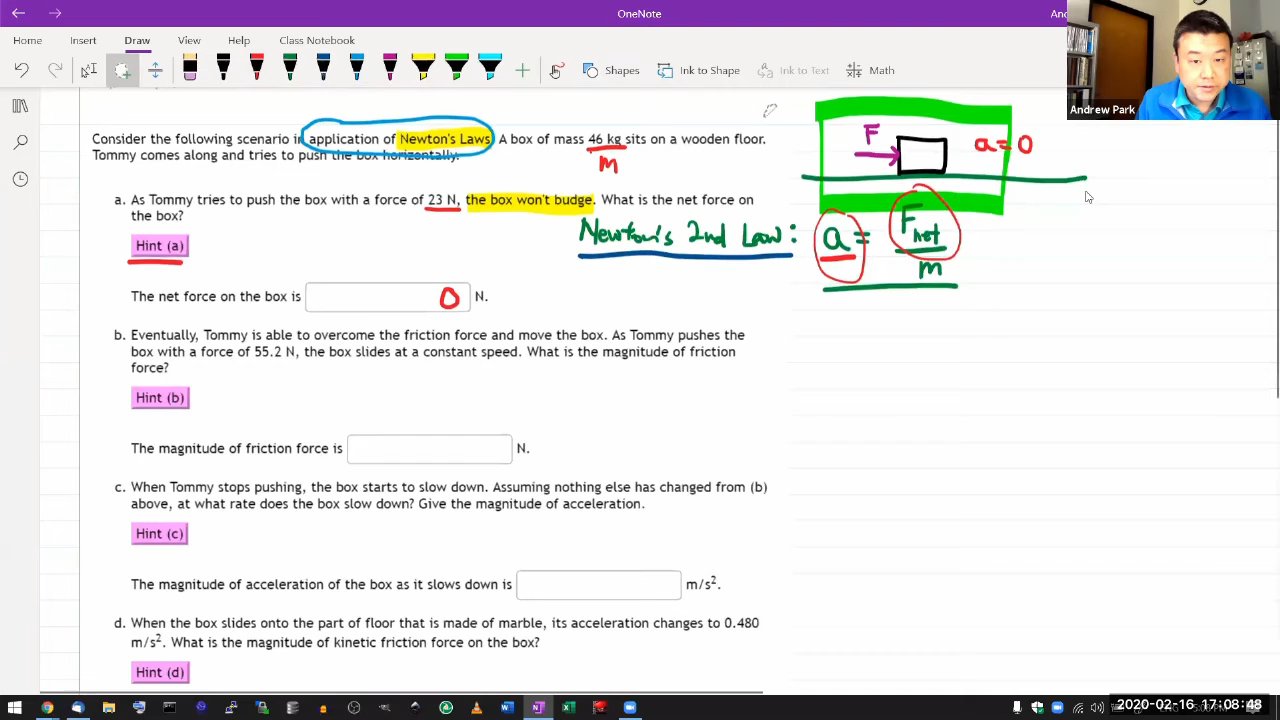 OneNote
An
Home Insert Draw View Help Class Notebook
Shapes Ink to Shape Ink to Text Math
Andrew Park
Consider the following scenario in application of Newton's Laws. A box of mass 46 kg sits on a wooden floor.
Tommy comes along and tries to push the box horizontally.
m
F
a = 0
a. As Tommy tries to push the box with a force of 23 N, the box won't budge. What is the net force on
the box?
Newton's 2nd Law: a = Fnet
m
Hint (a)
The net force on the box is 0 N.
b. Eventually, Tommy is able to overcome the friction force and move the box. As Tommy pushes the
box with a force of 55.2 N, the box slides at a constant speed. What is the magnitude of friction
force?
Hint (b)
The magnitude of friction force is N.
c. When Tommy stops pushing, the box starts to slow down. Assuming nothing else has changed from (b)
above, at what rate does the box slow down? Give the magnitude of acceleration.
Hint (c)
The magnitude of acceleration of the box as it slows down is m/s².
d. When the box slides onto the part of floor that is made of marble, its acceleration changes to 0.480
m/s². What is the magnitude of kinetic friction force on the box?
Hint (d)
2020-02-16 17:08:48